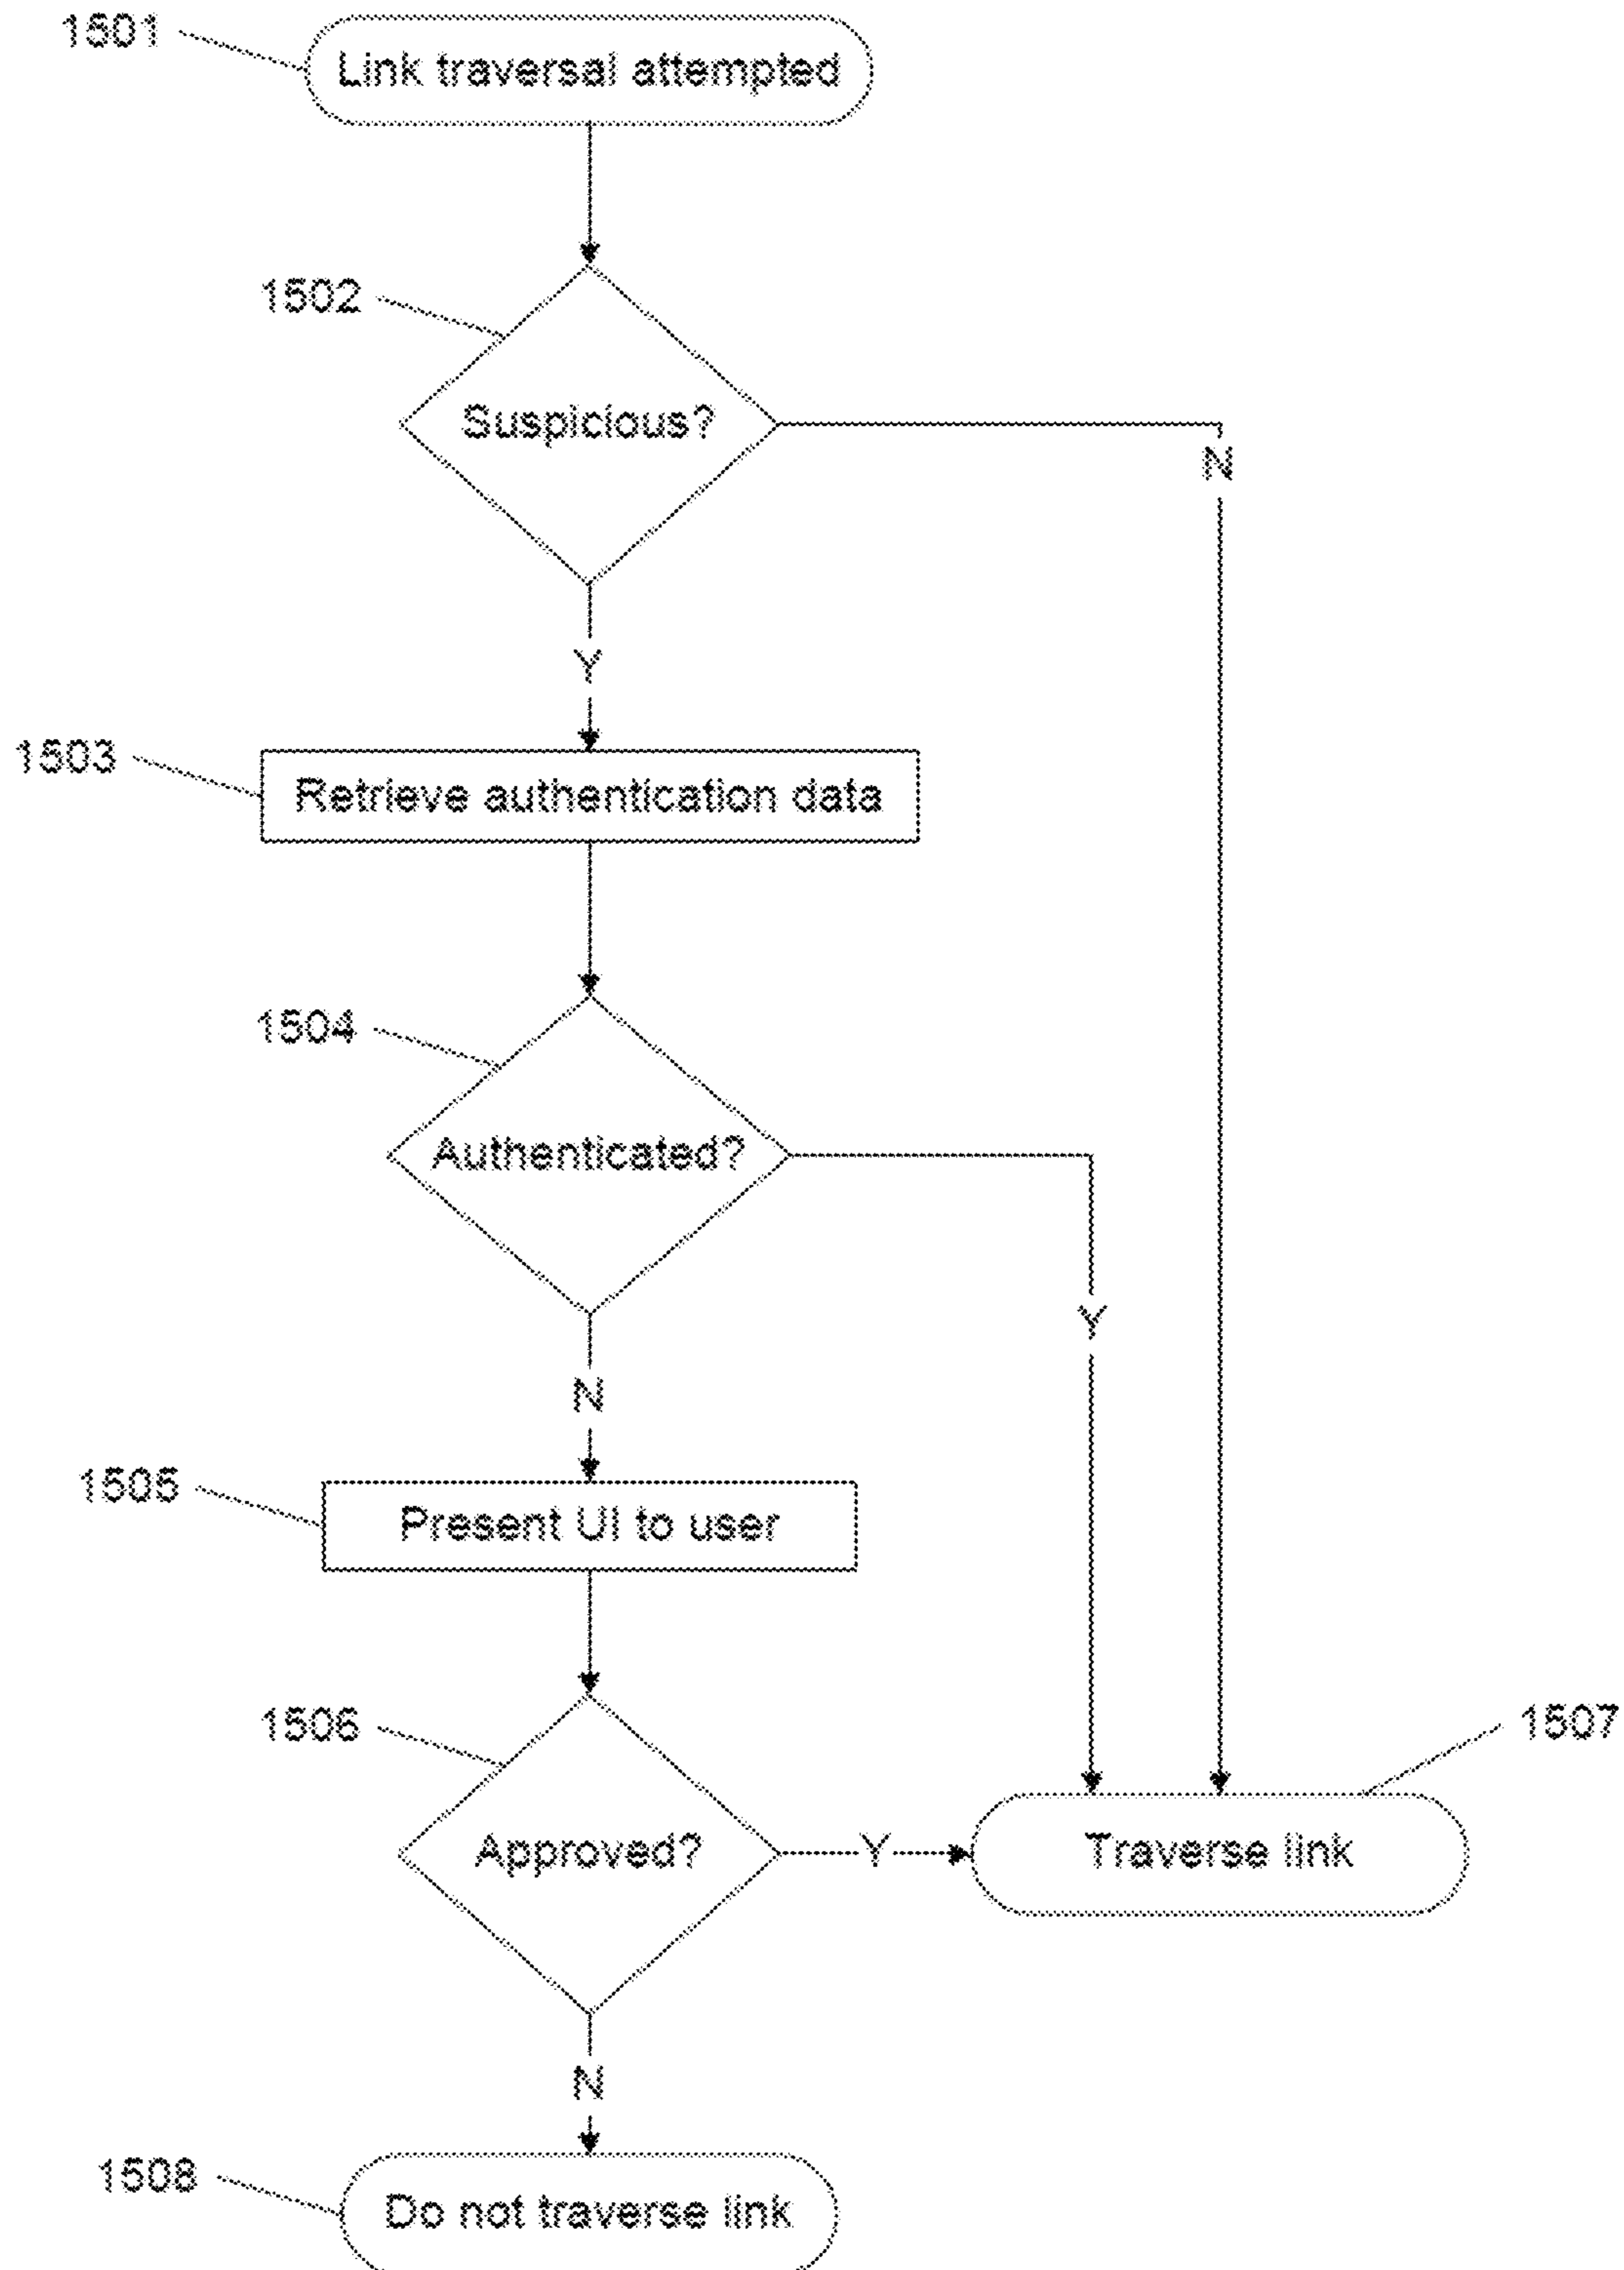 1501
Link traversal attempted
1502
Suspicious?
N
Y
1503
Retrieve authentication data
1504
Authenticated?
Y
N
1505
Present UI to user
1506
1507
Approved?
Y
Traverse link
N
1508
Do not traverse link